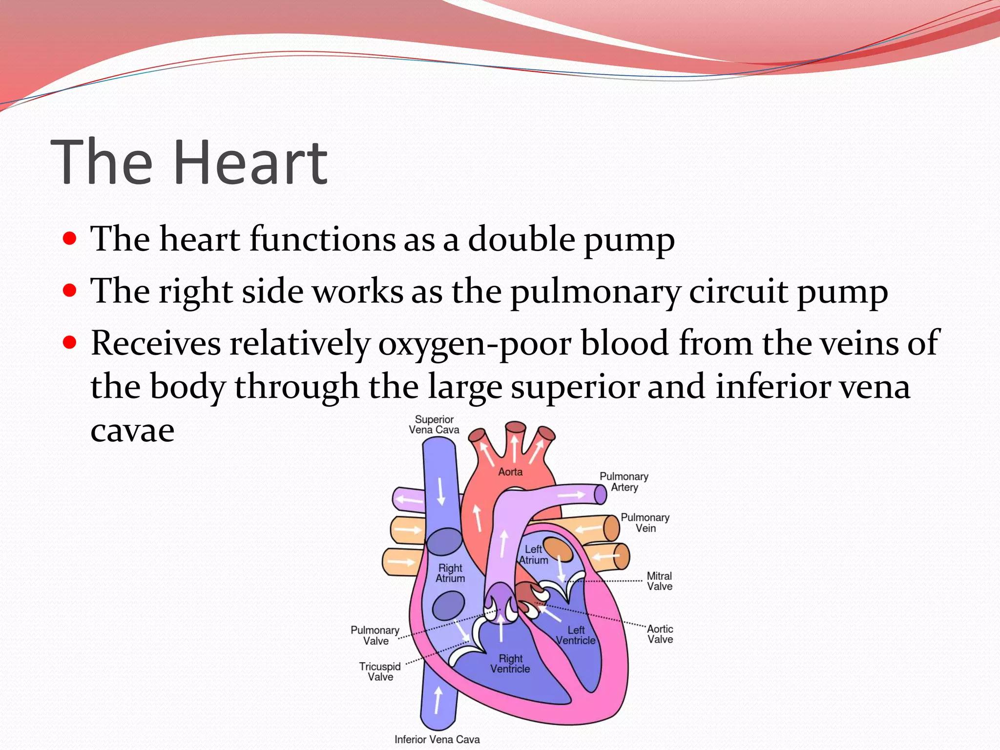 The Heart
The heart functions as a double pump
The right side works as the pulmonary circuit pump
Receives relatively oxygen-poor blood from the veins of
the body through the large superior and inferior vena
cavae
Superior
Vena Cava
Aorta
Pulmonary
Artery
Pulmonary
Vein
Left
Atrium
Right
Atrium
Mitral
Valve
Pulmonary
Valve
Left
Ventricle
Aortic
Valve
Right
Ventricle
Tricuspid
Valve
Inferior Vena Cava